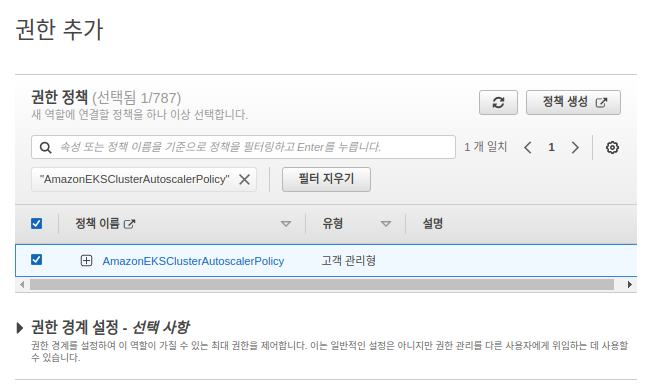 권한 추가
권한 정책 (선택됨 1/787)
새 역할에 연결할 정책을 하나 이상 선택합니다.
정책 생성
속성 또는 정책 이름을 기준으로 정책을 필터링하고 Enter를 누릅니다.
1 개 일치
1
"AmazonEKSClusterAutoscalerPolicy"
필터 지우기
정책 이름
유형
설명
AmazonEKSClusterAutoscalerPolicy
고객 관리형
권한 경계 설정 - 선택 사항
권한 경계를 설정하여 이 역할이 가질 수 있는 최대 권한을 제어합니다. 이는 일반적인 설정은 아니지만 권한 관리를 다른 사용자에게 위임하는 데 사용할
수 있습니다.